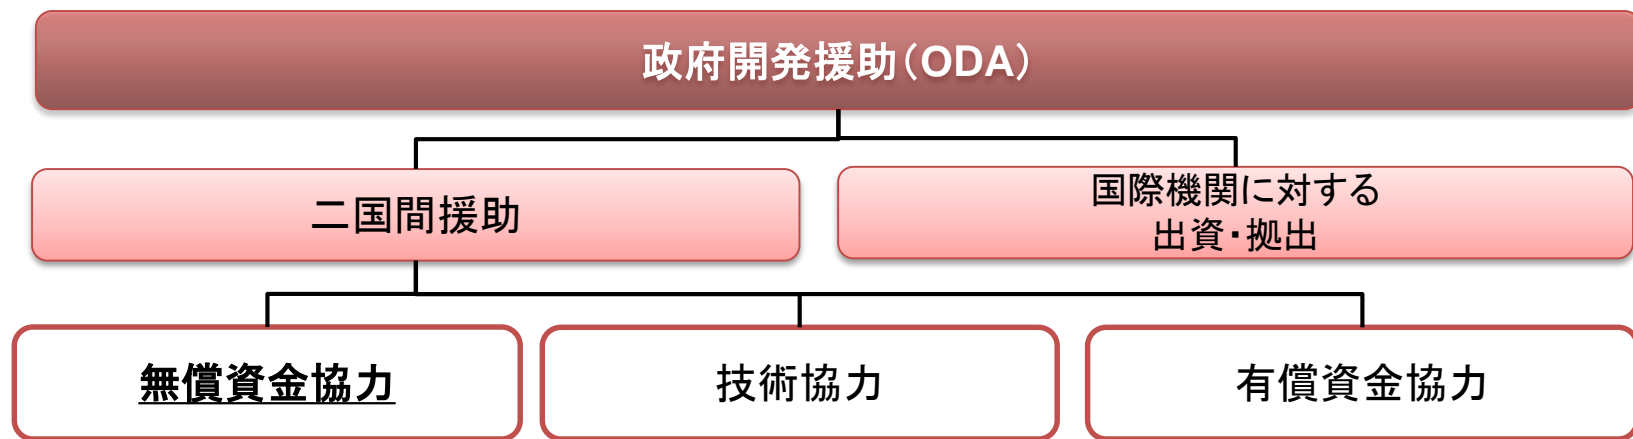 政府開発援助（ODA）
二国間援助
国際機関に対する
出資・拠出
無償資金協力
技術協力
有償資金協力